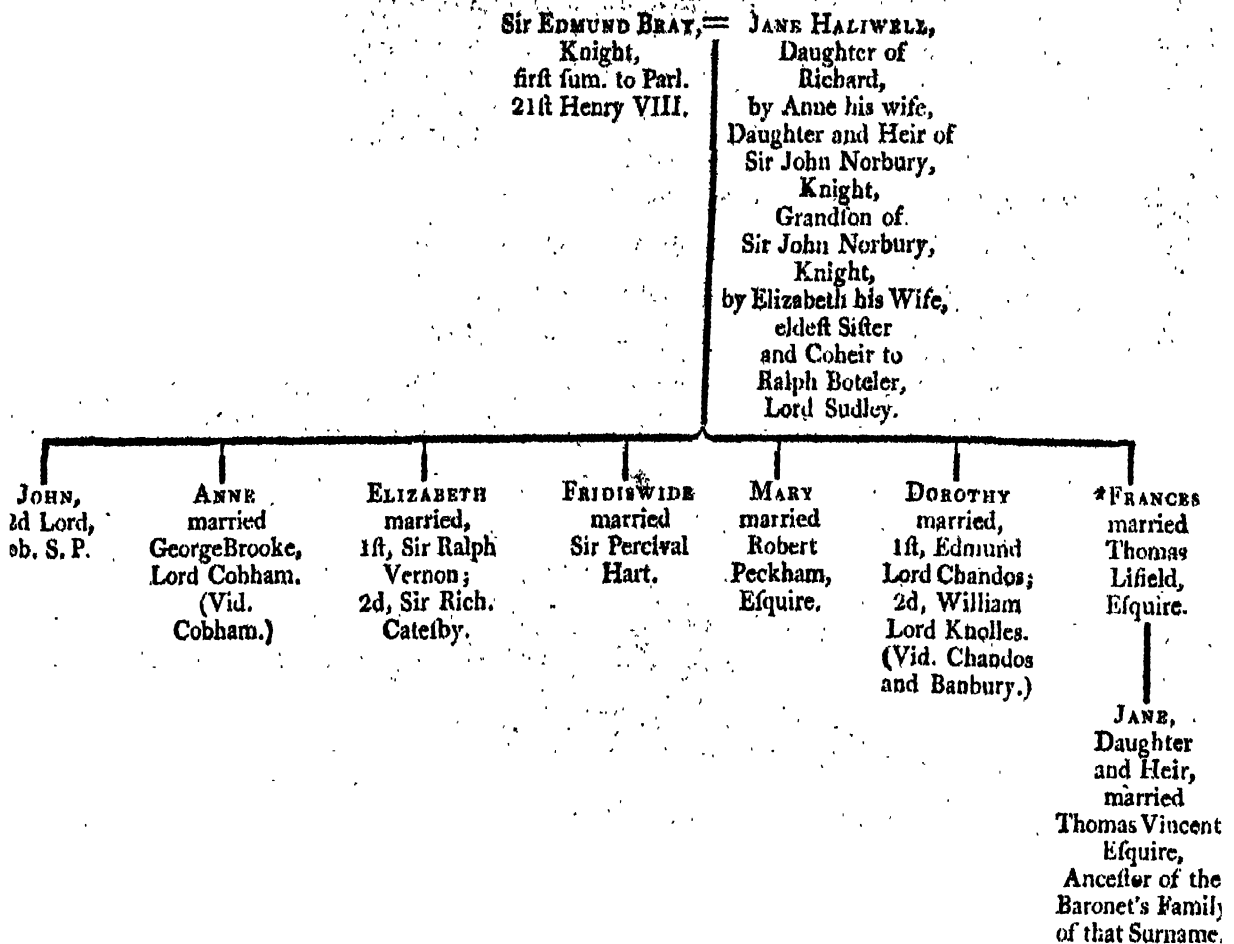 Sir EDMUND BRAY,
Knight,
firſt ſum. to Parl.
21ſt Henry VIII.
=
JANE HALIWELL,
Daughter of
Richard,
by Anne his wife,
Daughter and Heir of
Sir John Norbury,
Knight,
Grandſon of
Sir John Norbury,
Knight,
by Elizabeth his Wife,
eldeſt Siſter
and Coheir to
Ralph Boteler,
Lord Sudley.
JOHN,
2d Lord,
ob. S. P.
ANNE
married
GeorgeBrooke,
Lord Cobham.
(Vid.
Cobham.)
ELIZABETH
married,
1ſt, Sir Ralph
Vernon;
2d, Sir Rich.
Cateſby.
FRIDISWIDE
married
Sir Percival
Hart.
MARY
married
Robert
Peckham,
Eſquire.
DOROTHY
married,
1ſt, Edmund
Lord Chandos;
2d, William
Lord Knolles.
(Vid. Chandos
and Banbury.)
*FRANCES
married
Thomas
Liſield,
Eſquire.
JANE,
Daughter
and Heir,
married
Thomas Vincent
Eſquire,
Anceſtor of the
Baronet's Family
of that Surname.